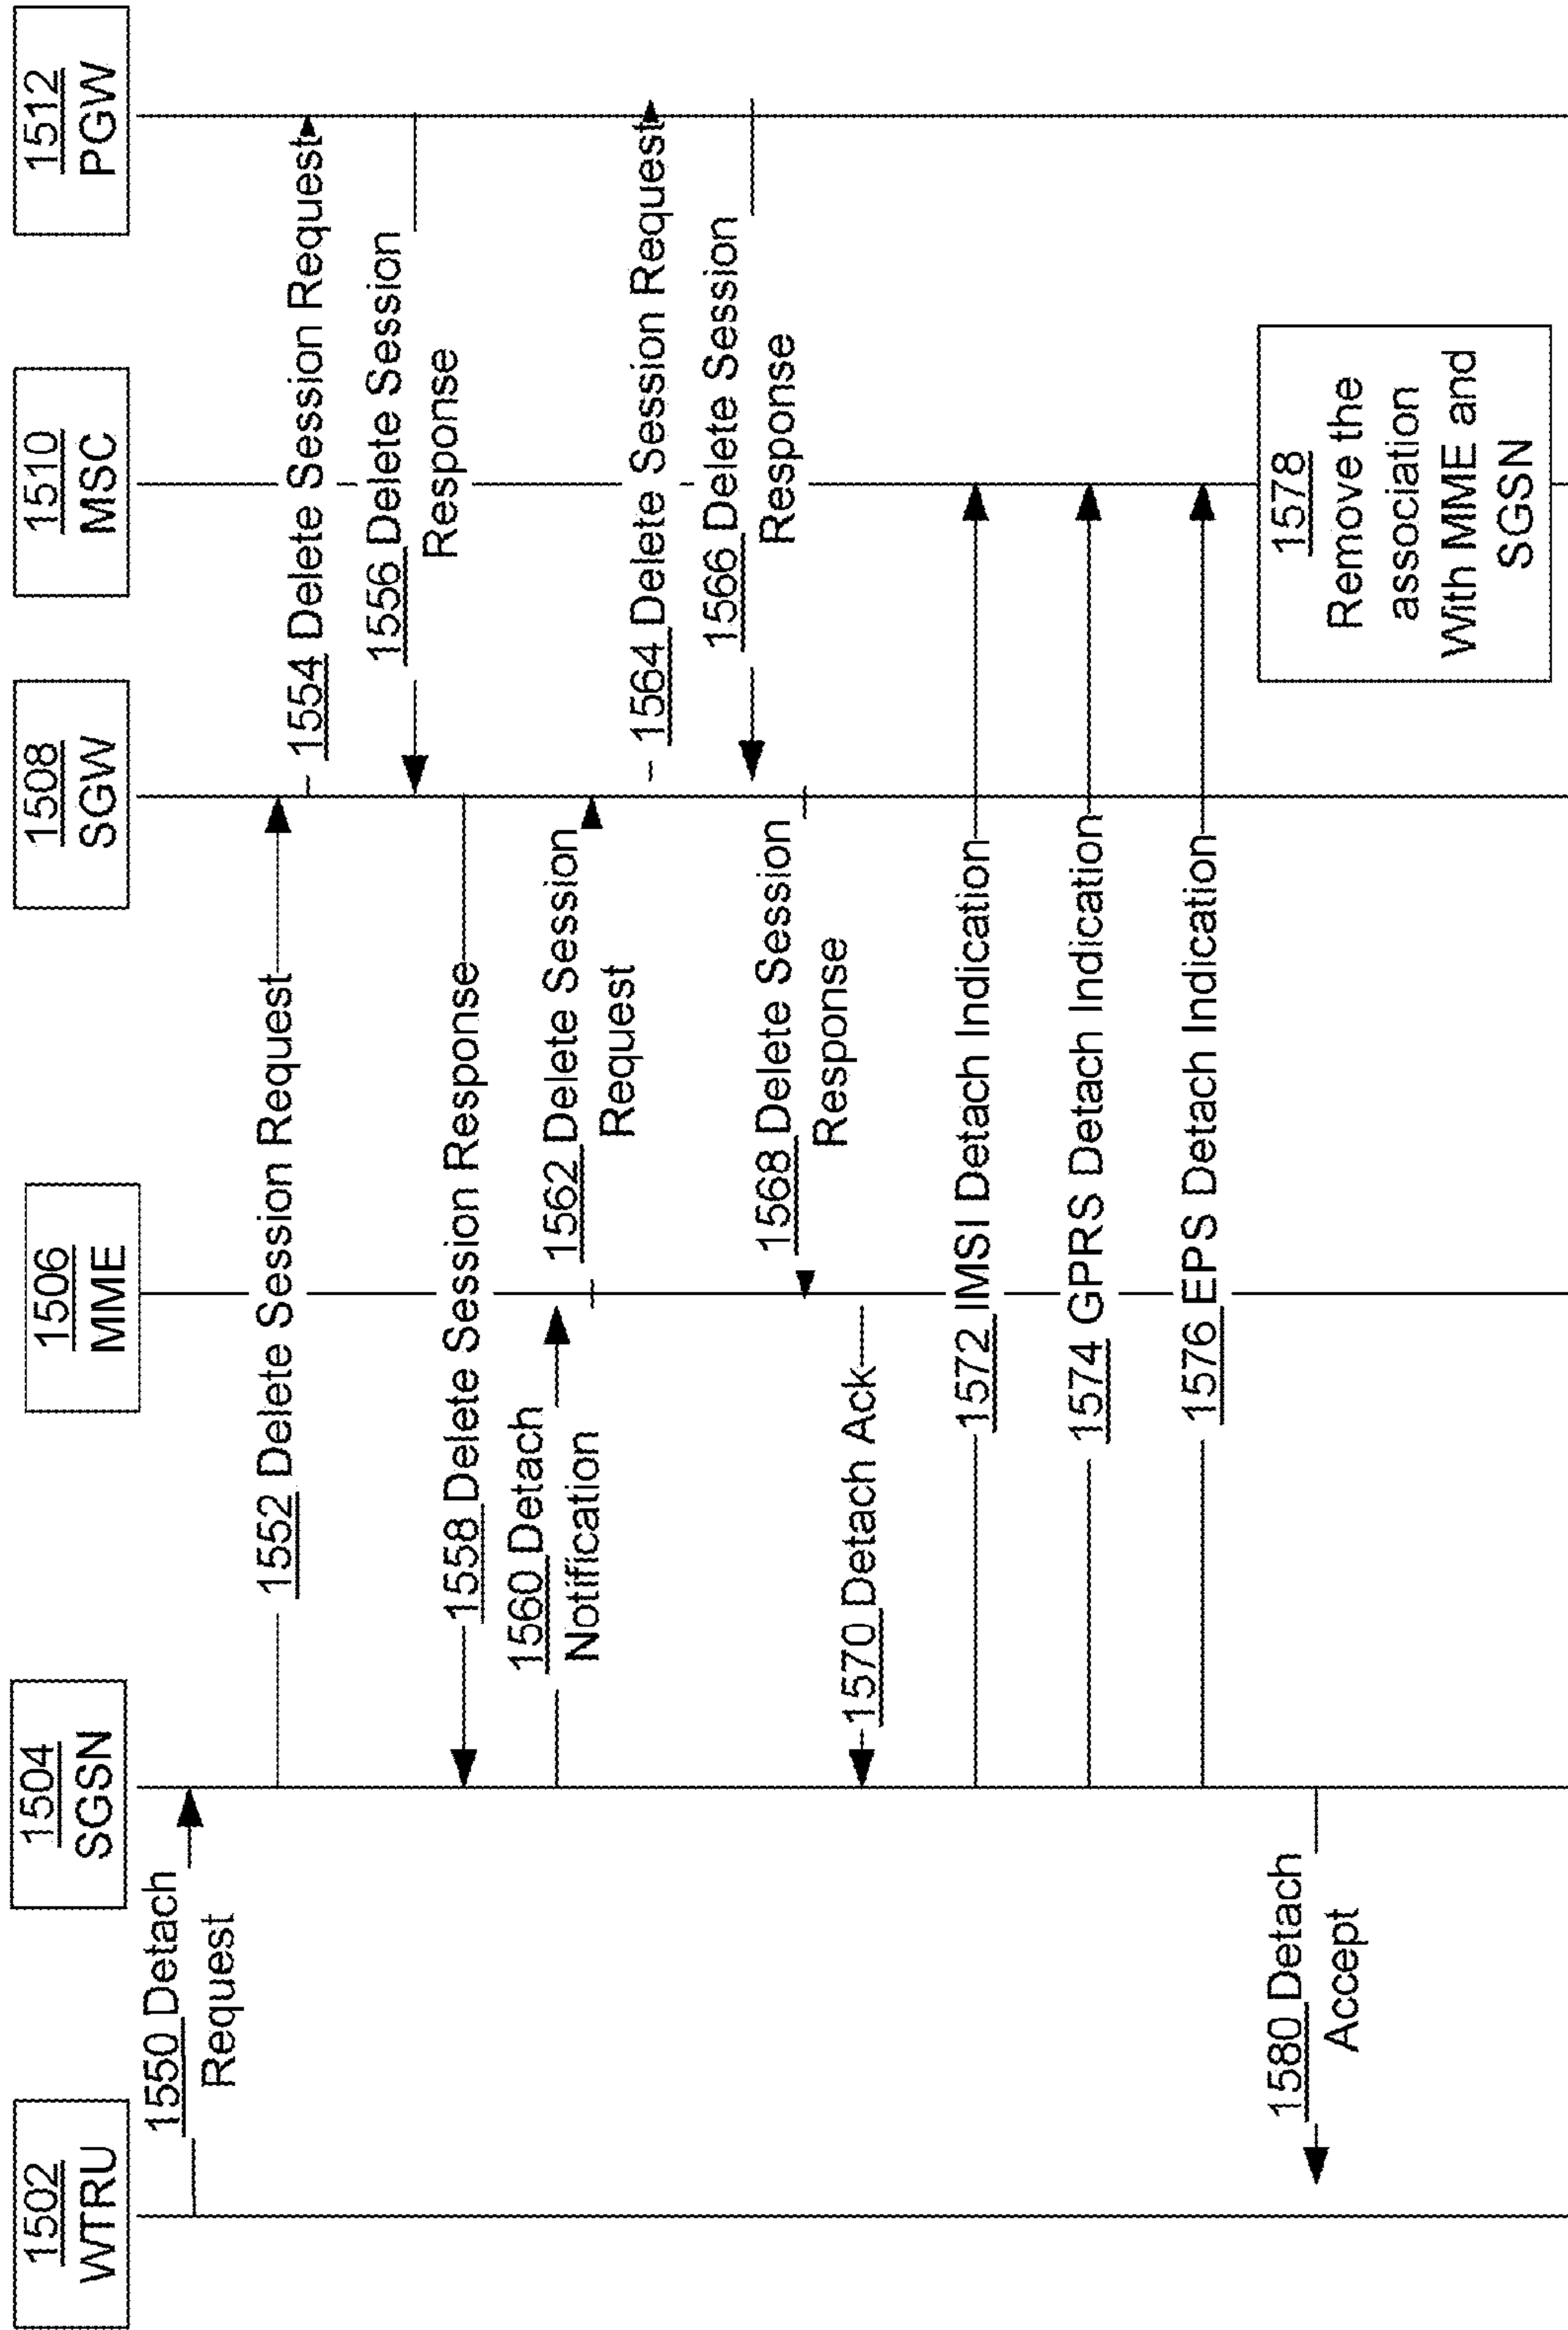 1502
WTRU
1504
SGSN
1506
MME
1508
SGW
1510
MSC
1512
PGW
1550 Detach
Request
1552 Delete Session Request
1554 Delete Session Request
1556 Delete Session
Response
1558 Delete Session Response
1560 Detach
Notification
1562 Delete Session
Request
1564 Delete Session Request
1566 Delete Session
Response
1568 Delete Session
Response
1570 Detach Ack
1572 IMSI Detach Indication
1574 GPRS Detach Indication
1576 EPS Detach Indication
1578
Remove the
association
With MME and
SGSN
1580 Detach
Accept